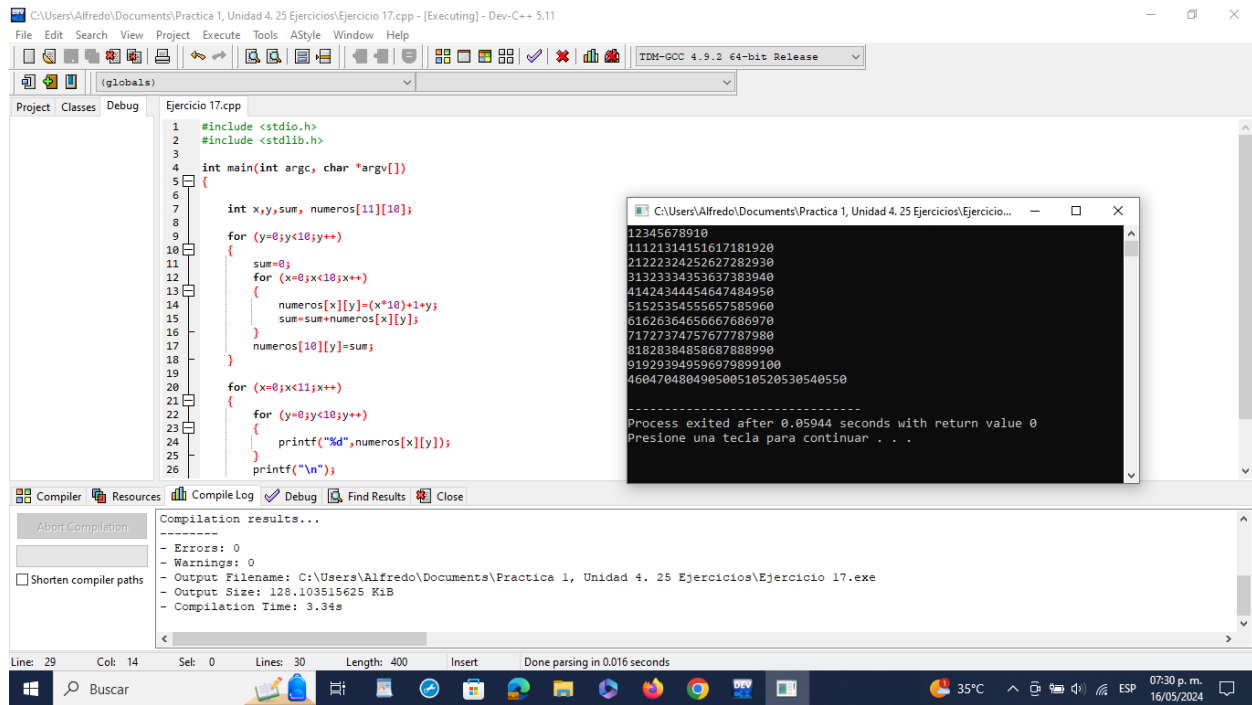 C:\Users\Alfredo\Documents\Practica 1, Unidad 4. 25 Ejercicios\Ejercicio 17.cpp - [Executing] - Dev-C++ 5.11
File Edit Search View Project Execute Tools AStyle Window Help
TDM-GCC 4.9.2 64-bit Release
(globals)
Project Classes Debug
Ejercicio 17.cpp
1 #include <stdio.h>
2 #include <stdlib.h>
3
4 int main(int argc, char *argv[])
5 {
6
7 int x,y,sum, numeros[11][10];
8
9 for (y=0;y<10;y++)
10 {
11 sum=0;
12 for (x=0;x<10;x++)
13 {
14 numeros[x][y]=(x*10)+1+y;
15 sum=sum+numeros[x][y];
16 }
17 numeros[10][y]=sum;
18 }
19
20 for (x=0;x<11;x++)
21 {
22 for (y=0;y<10;y++)
23 {
24 printf("%d",numeros[x][y]);
25 }
26 printf("\n");
C:\Users\Alfredo\Documents\Practica 1, Unidad 4. 25 Ejercicios\Ejercicio...
12345678910
11121314151617181920
21222324252627282930
31323334353637383940
41424344454647484950
51525354555657585960
61626364656667686970
71727374757677787980
81828384858687888990
919293949596979899100
460470480490500510520530540550
--------------------------------
Process exited after 0.05944 seconds with return value 0
Presione una tecla para continuar . . .
Compiler Resources Compile Log Debug Find Results Close
Abort Compilation
Shorten compiler paths
Compilation results...
--------
- Errors: 0
- Warnings: 0
- Output Filename: C:\Users\Alfredo\Documents\Practica 1, Unidad 4. 25 Ejercicios\Ejercicio 17.exe
- Output Size: 128.103515625 KiB
- Compilation Time: 3.34s
Line: 29 Col: 14 Sel: 0 Lines: 30 Length: 400 Insert Done parsing in 0.016 seconds
Buscar
DEV
1
35°C
ESP
07:30 p. m.
16/05/2024